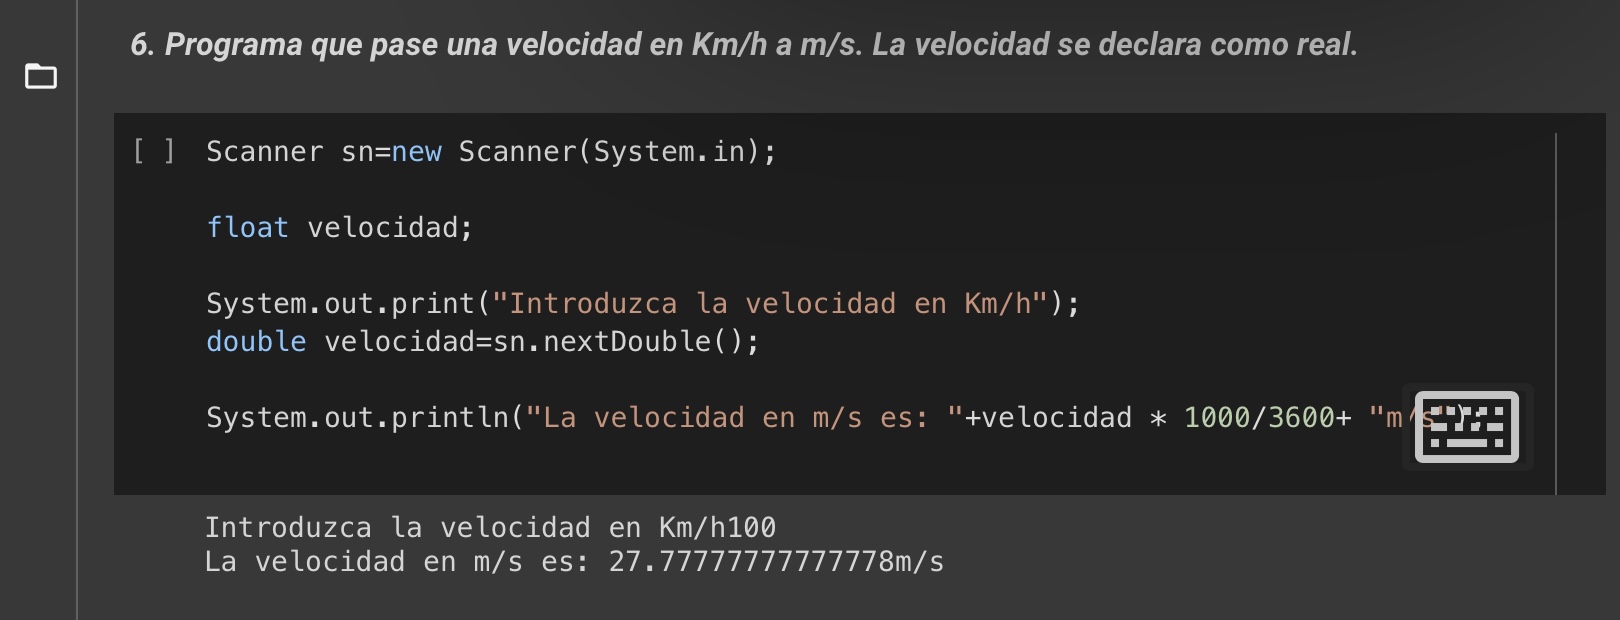 6. Programa que pase una velocidad en Km/h a m/s. La velocidad se declara como real.
[ ] Scanner sn=new Scanner(System.in);
float velocidad;
System.out.print("Introduzca la velocidad en Km/h");
double velocidad=sn.nextDouble();
System.out.println("La velocidad en m/s es: "+velocidad * 1000/3600+ "m/s");
Introduzca la velocidad en Km/h100
La velocidad en m/s es: 27.77777777777778m/s